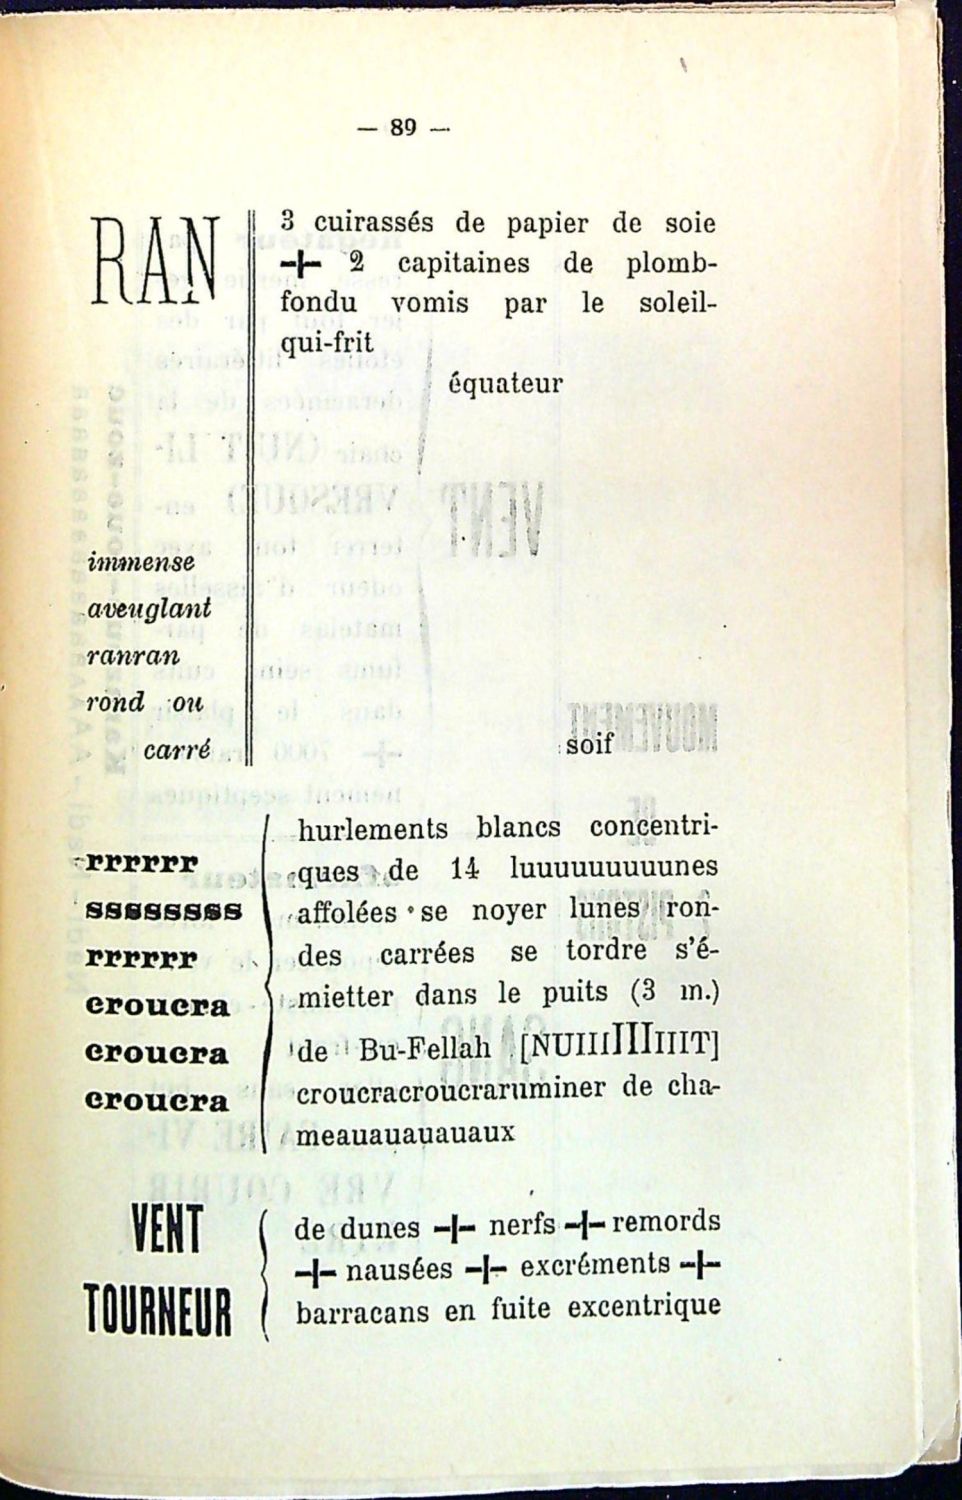 — 89 —
RAN
3 cuirassés de papier de soie
+ 2 capitaines de plomb-
fondu vomis par le soleil-
qui-frit
équateur
immense
aveuglant
ranran
rond ou
carré
soif
rrrrrr
ssssssss
rrrrrr
croucra
croucra
croucra
hurlements blancs concentri-
ques de 14 luuuuuuuuunes
affolées se noyer lunes ron-
des carrées se tordre s'é-
mietter dans le puits (3 m.)
de Bu-Fellah [NUIIIIIIIIIT]
croucracroucraruminer de cha-
meauauauauaux
VENT
TOURNEUR
de dunes + nerfs + remords
+ nausées + excréments +
barracans en fuite excentrique